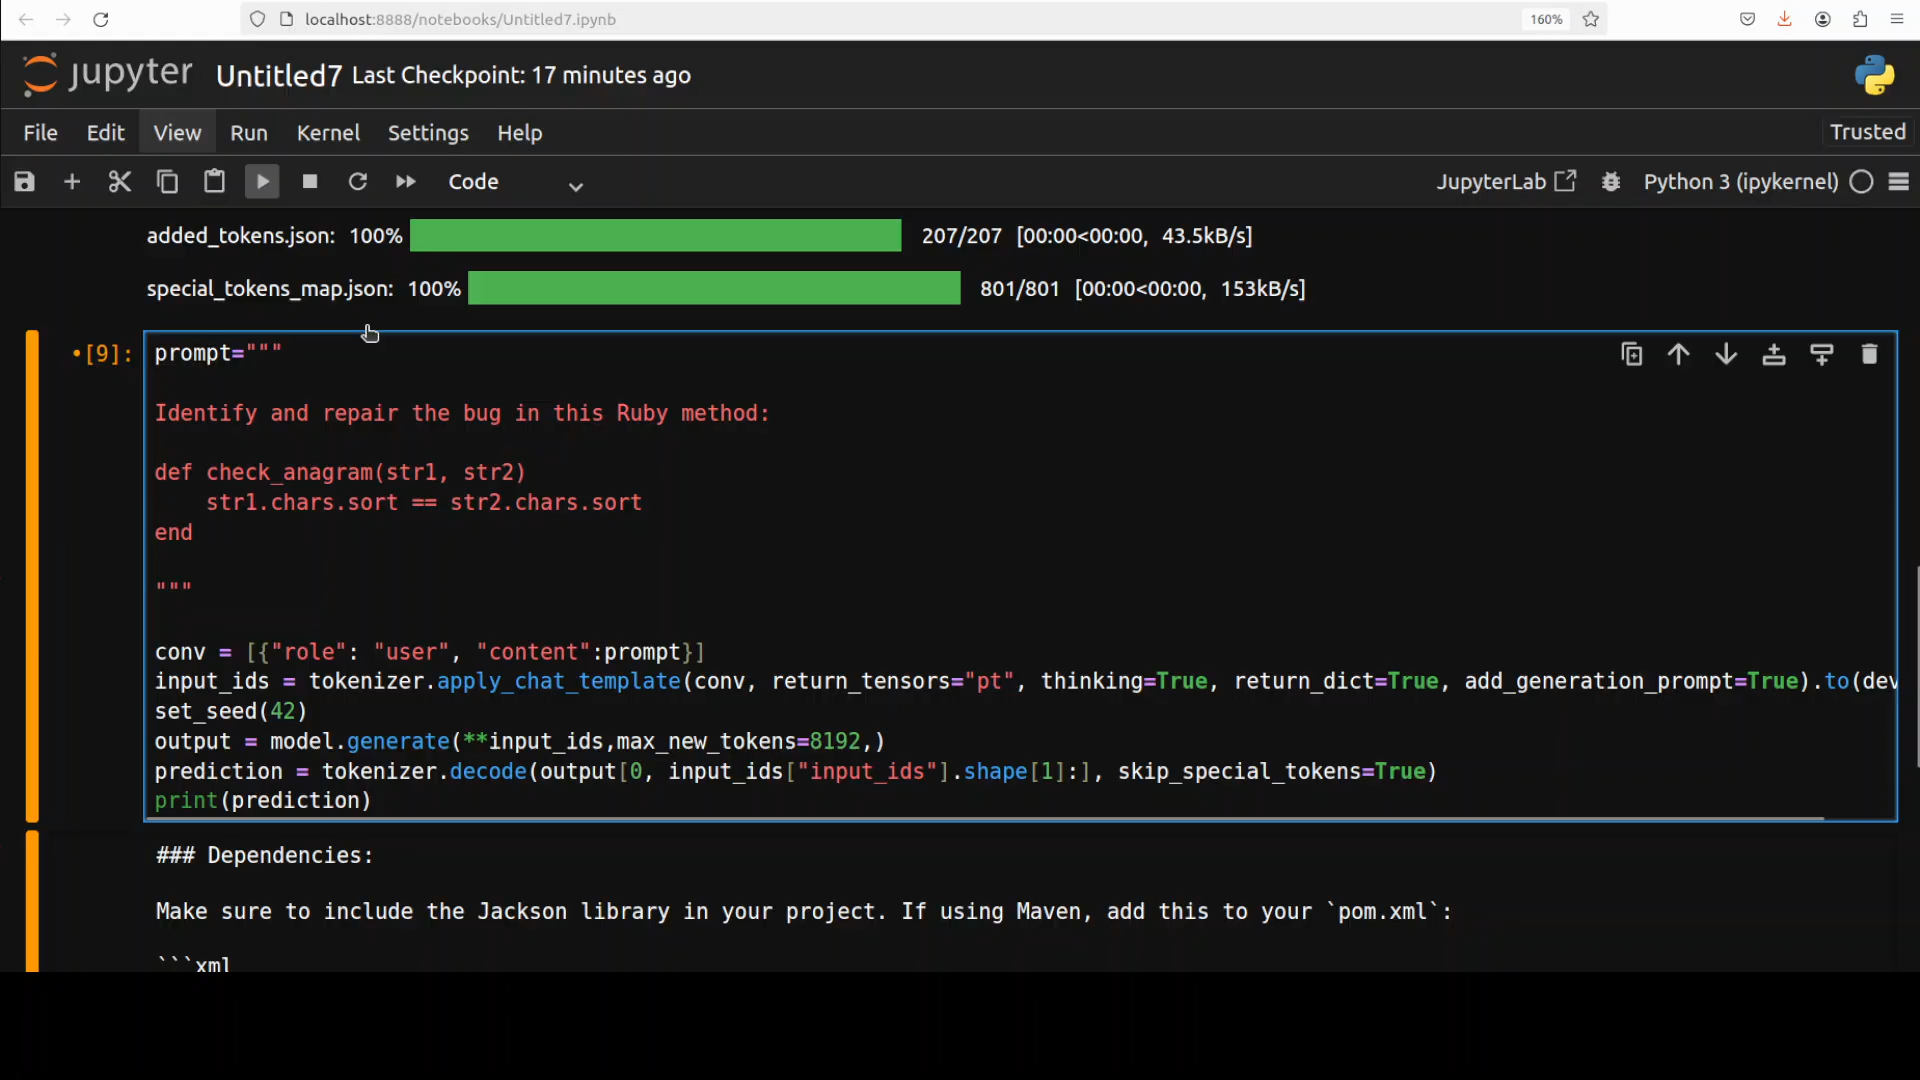 localhost:8888/notebooks/Untitled7.ipynb
160%
jupyter Untitled7 Last Checkpoint: 17 minutes ago
File Edit View Run Kernel Settings Help
Trusted
Code
JupyterLab
Python 3 (ipykernel)
added_tokens.json: 100% 207/207 [00:00<00:00, 43.5kB/s]
special_tokens_map.json: 100% 801/801 [00:00<00:00, 153kB/s]
•[9]: prompt="""
Identify and repair the bug in this Ruby method:
def check_anagram(str1, str2)
    str1.chars.sort == str2.chars.sort
end
"""
conv = [{"role": "user", "content":prompt}]
input_ids = tokenizer.apply_chat_template(conv, return_tensors="pt", thinking=True, return_dict=True, add_generation_prompt=True).to(dev
set_seed(42)
output = model.generate(**input_ids,max_new_tokens=8192,)
prediction = tokenizer.decode(output[0, input_ids["input_ids"].shape[1]:], skip_special_tokens=True)
print(prediction)
### Dependencies:
Make sure to include the Jackson library in your project. If using Maven, add this to your `pom.xml`:
```xml